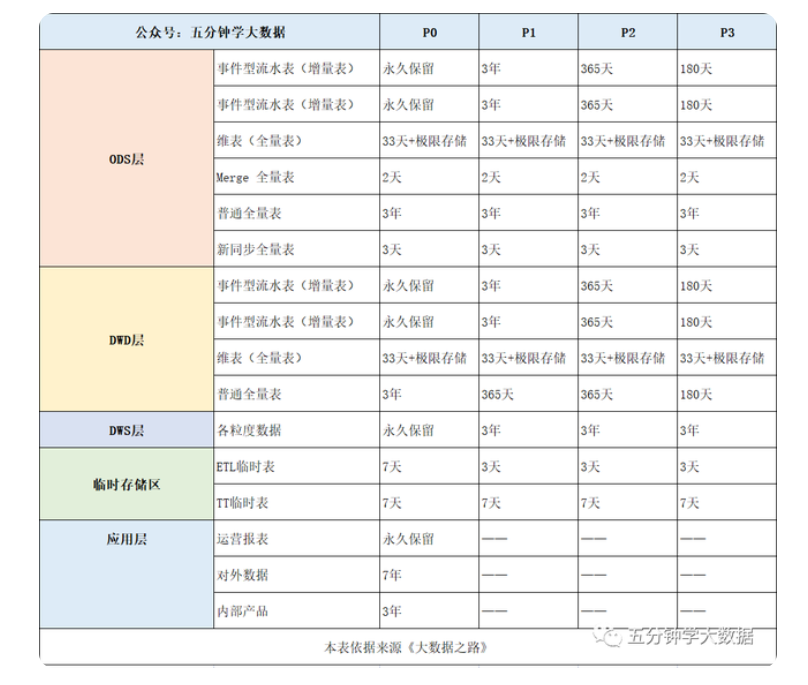 公众号：五分钟学大数据 P0 P1 P2 P3
事件型流水表（增量表） 永久保留 3年 365天 180天
事件型流水表（增量表） 永久保留 3年 365天 180天
维表（全量表） 33天+极限存储 33天+极限存储 33天+极限存储 33天+极限存储
ODS层
Merge 全量表 2天 2天 2天 2天
普通全量表 3年 3年 3年 3年
新同步全量表 3天 3天 3天 3天
事件型流水表（增量表） 永久保留 3年 365天 180天
事件型流水表（增量表） 永久保留 3年 365天 180天
DWD层
维表（全量表） 33天+极限存储 33天+极限存储 33天+极限存储 33天+极限存储
普通全量表 3年 365天 365天 180天
DWS层 各粒度数据 永久保留 3年 3年 3年
ETL临时表 7天 3天 3天 3天
临时存储区
TT临时表 7天 7天 7天 7天
应用层 运营报表 永久保留 —— —— ——
对外数据 7年 —— —— ——
内部产品 3年 —— —— ——
五分钟学大数据
本表依据来源《大数据之路》